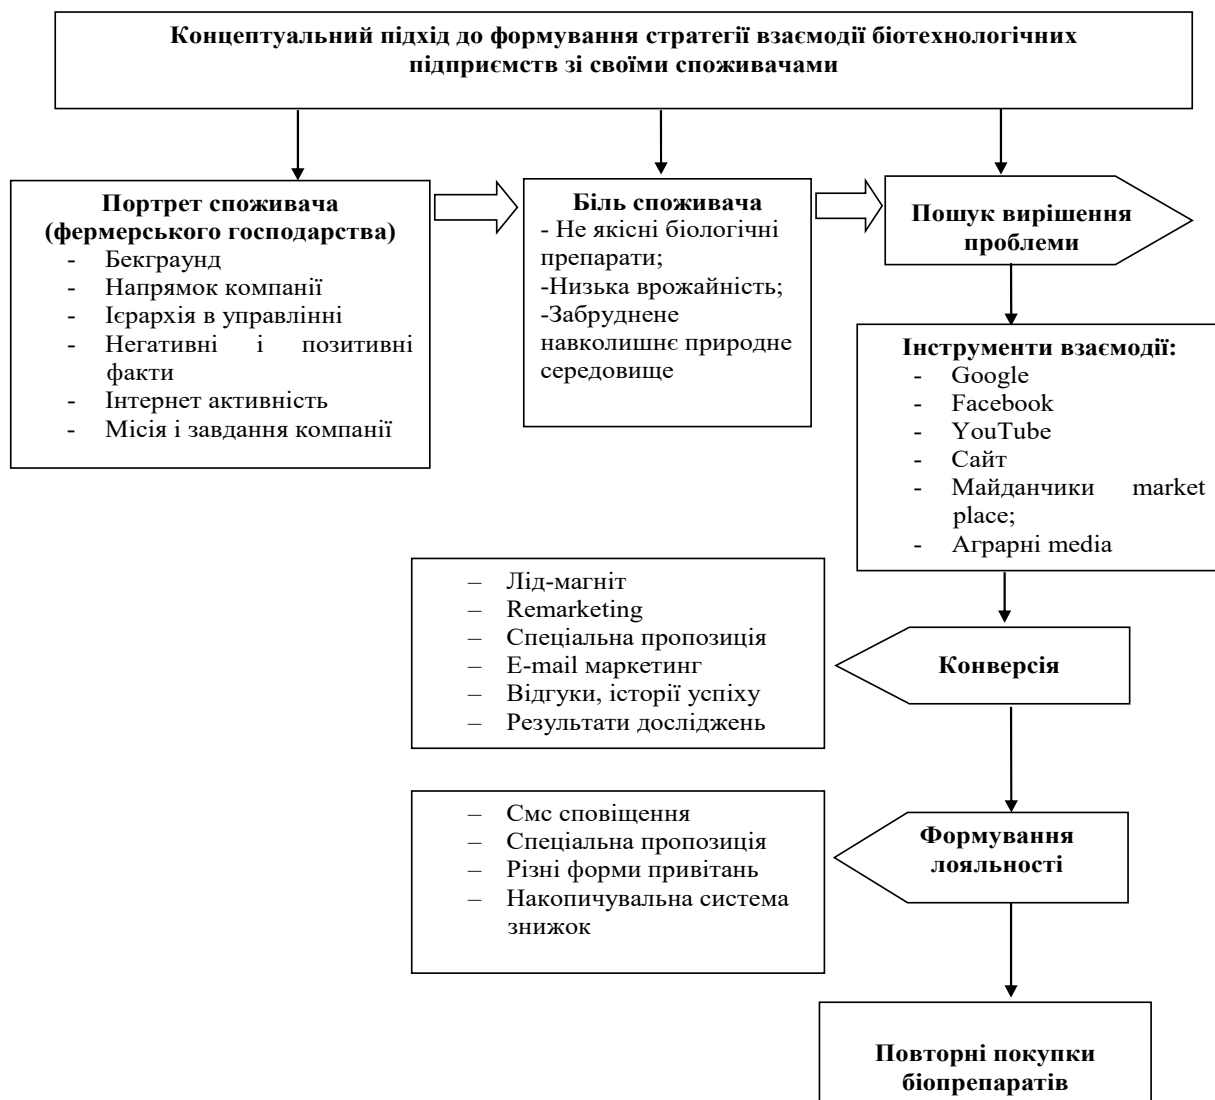 Концептуальний підхід до формування стратегії взаємодії біотехнологічних
підприємств зі своїми споживачами
Портрет споживача
(фермерського господарства)
- Бекграунд
- Напрямок компанії
- Ієрархія в управлінні
- Негативні і позитивні
факти
- Інтернет активність
- Місія і завдання компанії
Біль споживача
- Не якісні біологічні
препарати;
-Низька врожайність;
-Забруднене
навколишнє природне
середовище
Пошук вирішення
проблеми
Інструменти взаємодії:
- Google
- Facebook
- YouTube
- Сайт
- Майданчики market
place;
- Аграрні media
– Лід-магніт
– Remarketing
– Спеціальна пропозиція
– E-mail маркетинг
– Відгуки, історії успіху
– Результати досліджень
Конверсія
– Смс сповіщення
– Спеціальна пропозиція
– Різні форми привітань
– Накопичувальна система
знижок
Формування
лояльності
Повторні покупки
біопрепаратів